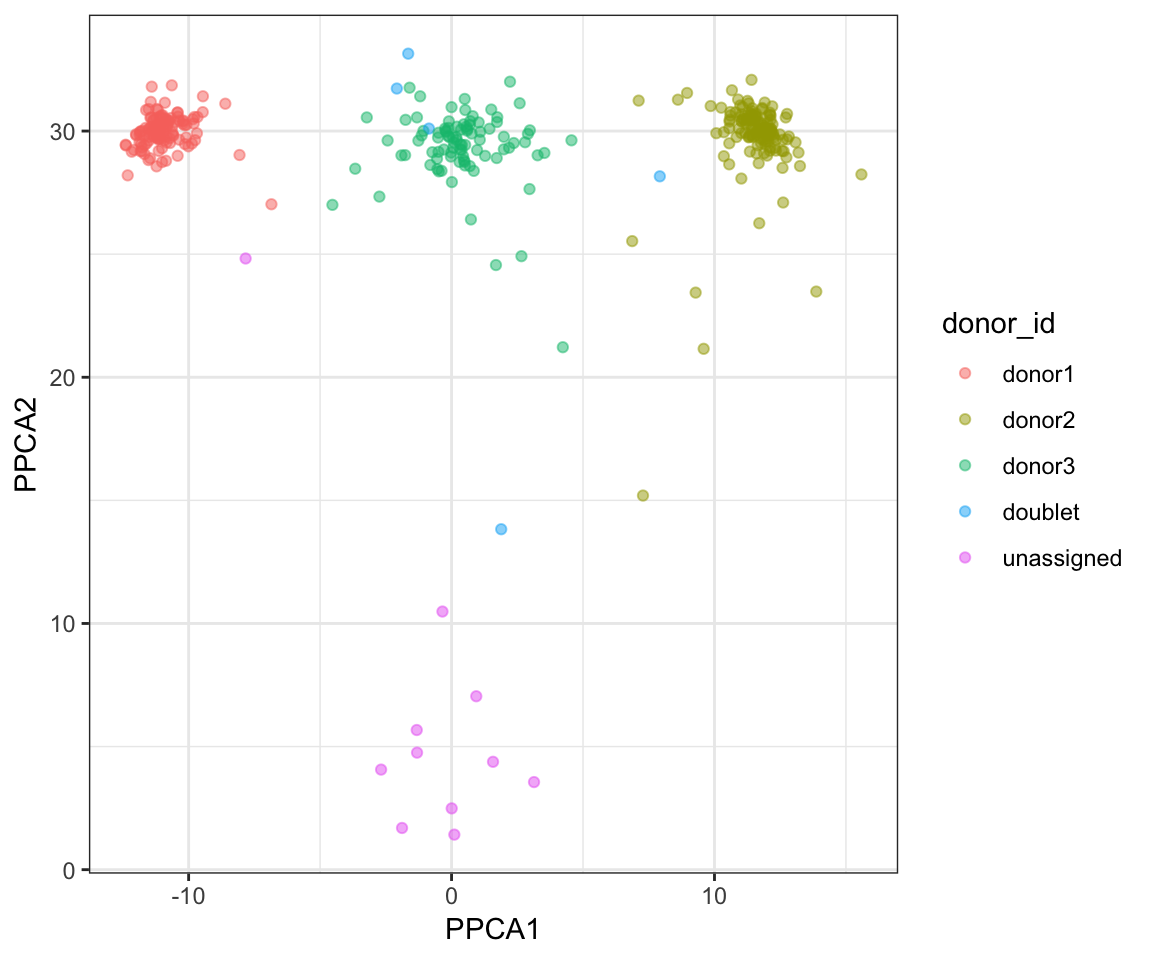 30
20
10
0
-10
0
10
PPCA1
PPCA2
donor_id
donor1
donor2
donor3
doublet
unassigned